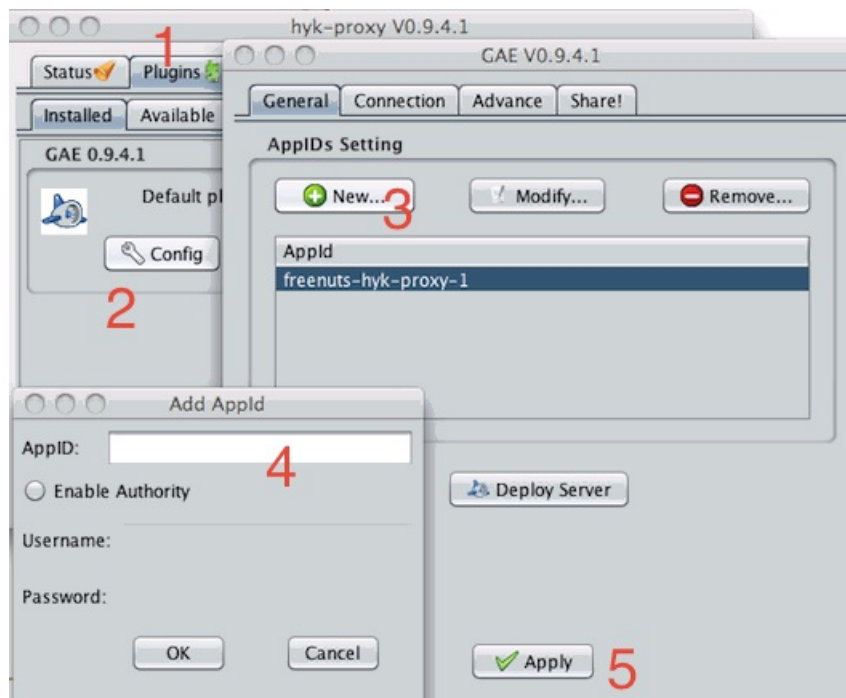 hyk-proxy V0.9.4.1
1
Status
Plugins
Installed
Available
GAE 0.9.4.1
Default pl
Config
2
GAE V0.9.4.1
General
Connection
Advance
Share!
AppIDs Setting
New...
3
Modify...
Remove...
AppId
freenuts-hyk-proxy-1
Add AppId
AppID:
4
Enable Authority
Username:
Password:
OK
Cancel
Deploy Server
Apply
5